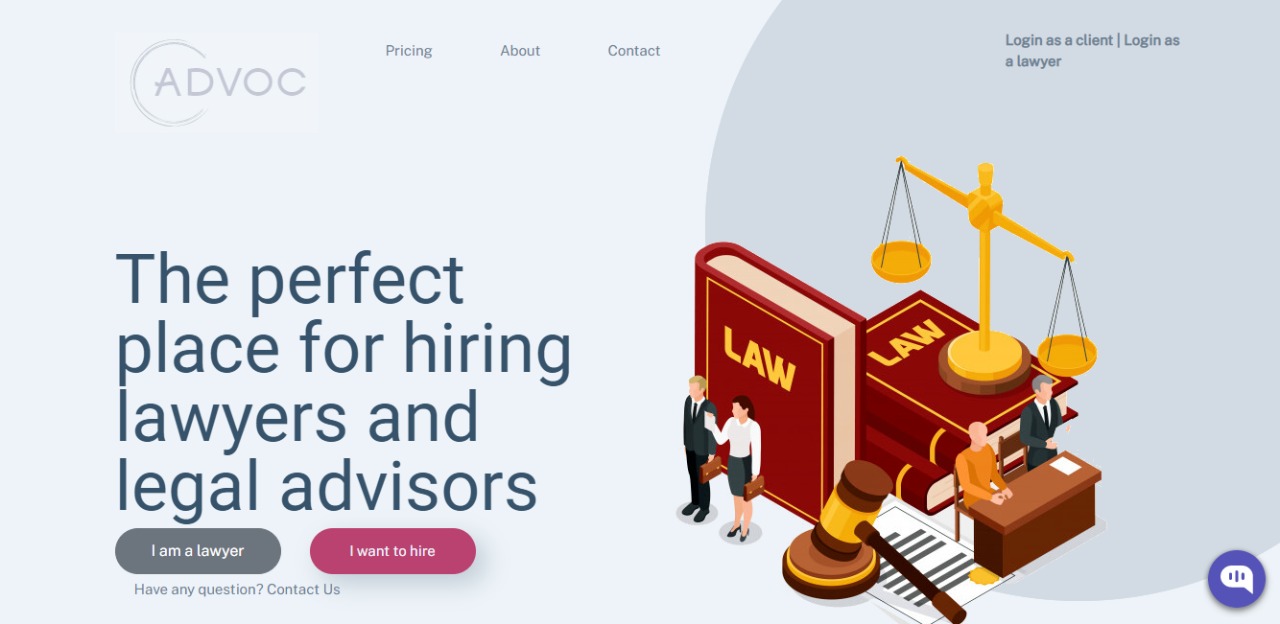 ADVOC
Pricing
About
Contact
Login as a client | Login as
a lawyer
The perfect
place for hiring
lawyers and
legal advisors
I am a lawyer
I want to hire
Have any question? Contact Us
LAW
LAW